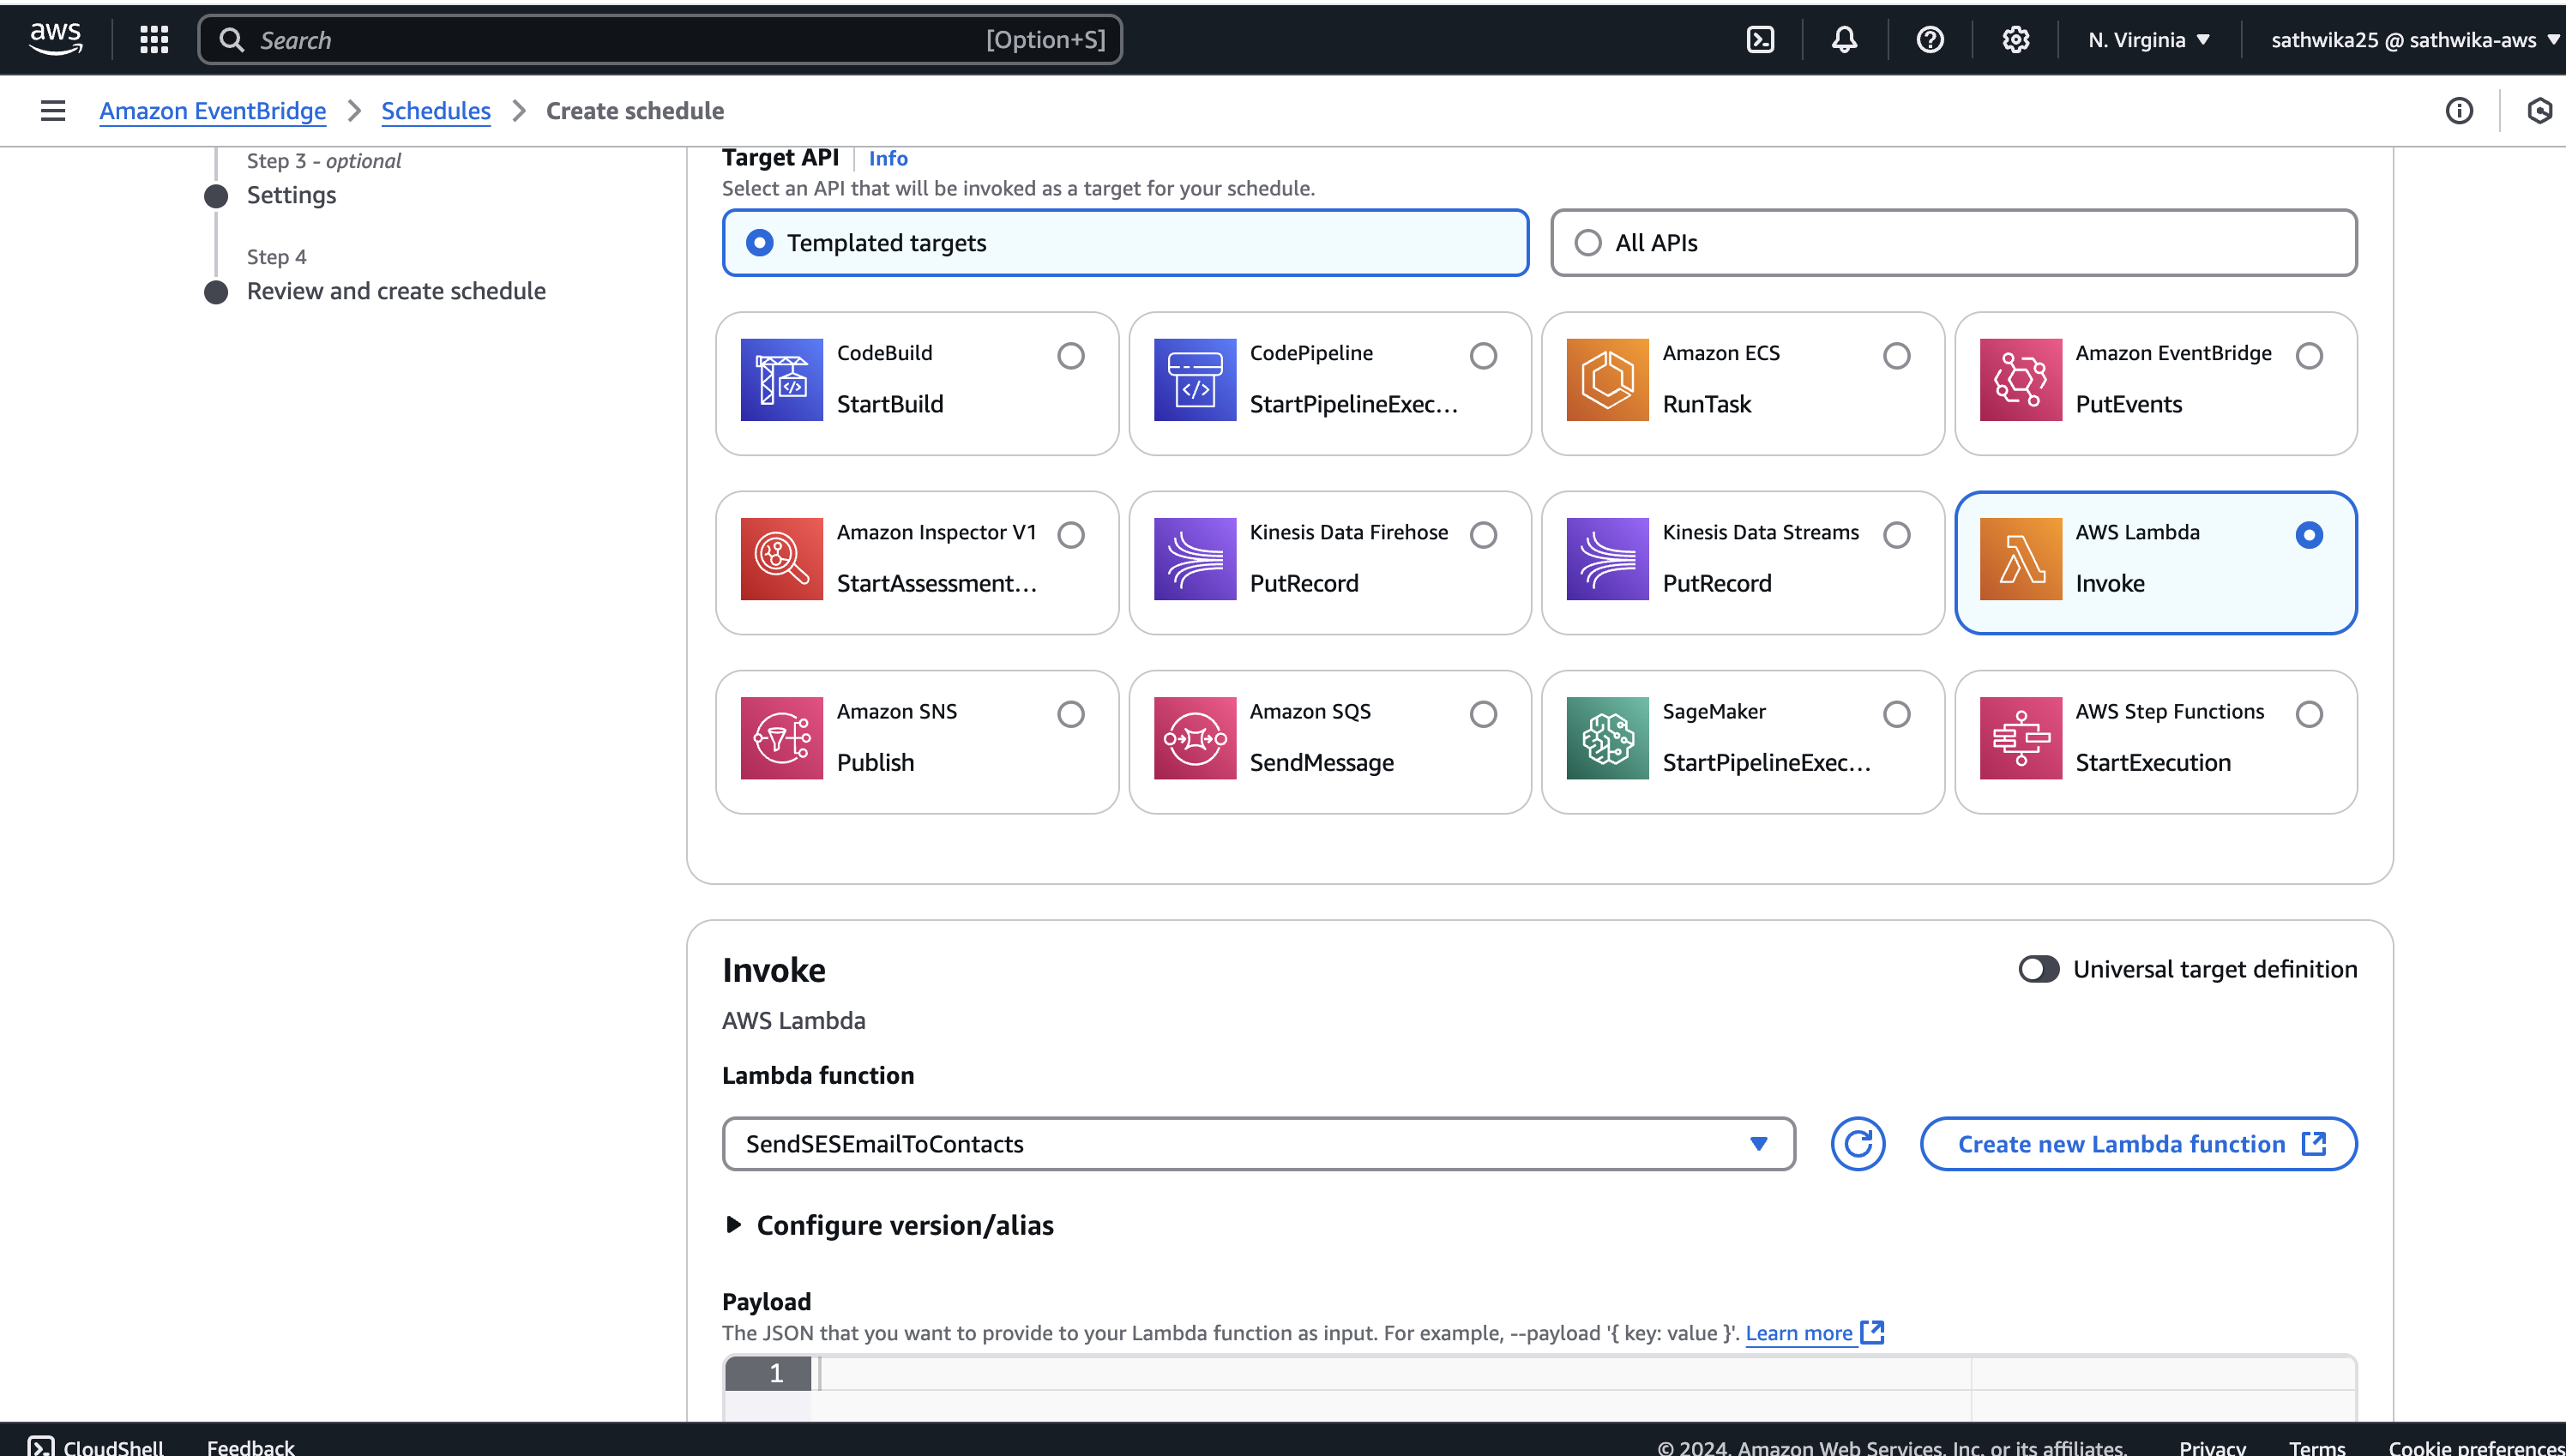 aws
Search [Option+S]
N. Virginia
sathwika25 @ sathwika-aws
Amazon EventBridge
Schedules
Create schedule
Step 3 - optional
Settings
Step 4
Review and create schedule
Target API
Info
Select an API that will be invoked as a target for your schedule.
Templated targets
All APIs
CodeBuild
StartBuild
CodePipeline
StartPipelineExec...
Amazon ECS
RunTask
Amazon EventBridge
PutEvents
Amazon Inspector V1
StartAssessment...
Kinesis Data Firehose
PutRecord
Kinesis Data Streams
PutRecord
AWS Lambda
Invoke
Amazon SNS
Publish
Amazon SQS
SendMessage
SageMaker
StartPipelineExec...
AWS Step Functions
StartExecution
Invoke
Universal target definition
AWS Lambda
Lambda function
SendSESEmailToContacts
Create new Lambda function
Configure version/alias
Payload
The JSON that you want to provide to your Lambda function as input. For example, --payload '{ key: value }'. Learn more
1
CloudShell
Feedback
© 2024, Amazon Web Services, Inc. or its affiliates.
Privacy
Terms
Cookie preferences